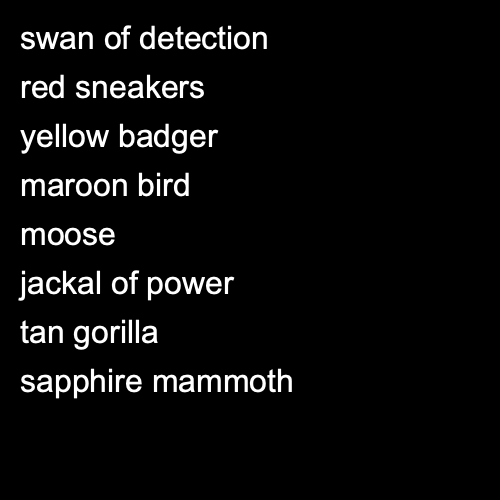 swan of detection
red sneakers
yellow badger
maroon bird
moose
jackal of power
tan gorilla
sapphire mammoth